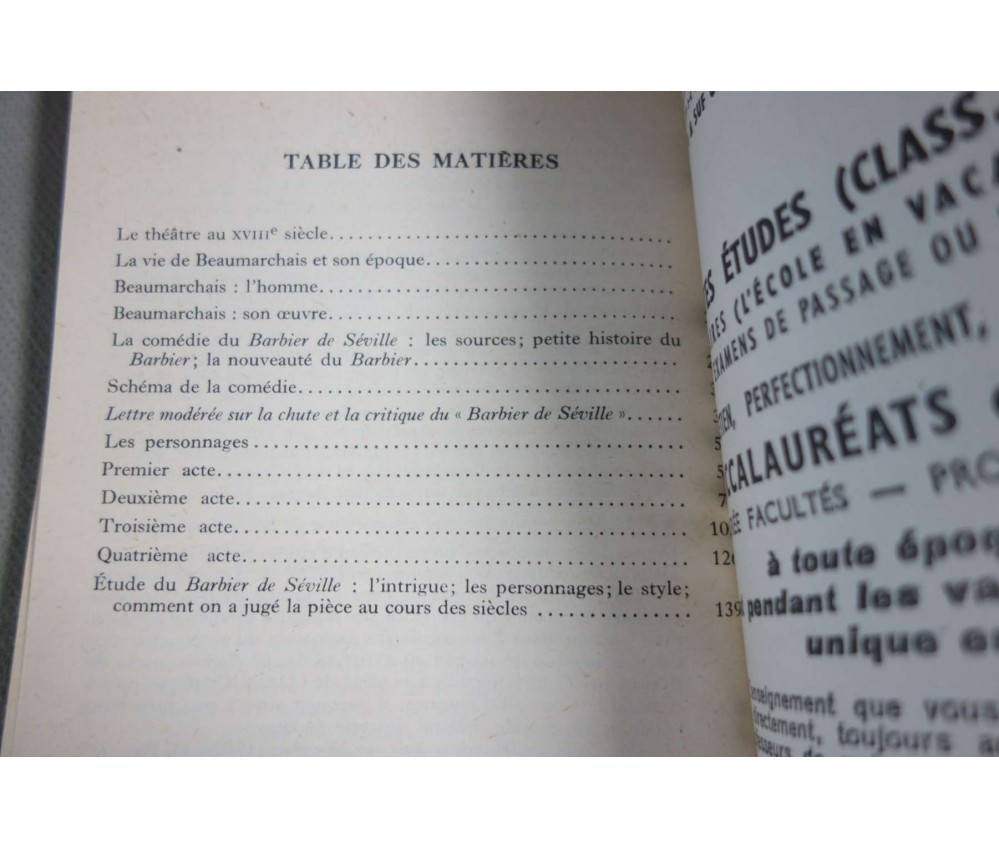 TABLE DES MATIÈRES
Le théâtre au XVIIIe siècle
La vie de Beaumarchais et son époque
Beaumarchais : l'homme
Beaumarchais : son œuvre
La comédie du Barbier de Séville : les sources; petite histoire du
Barbier; la nouveauté du Barbier
Schéma de la comédie
Lettre modérée sur la chute et la critique du « Barbier de Séville ».
Les personnages
Premier acte
Deuxième acte
Troisième acte
Quatrième acte
Étude du Barbier de Séville : l'intrigue; les personnages; le style;
comment on a jugé la pièce au cours des siècles 139
ÉTUDES (CLASS.
(L'ÉCOLE EN
EXAMENS DE PASSAGE OU
PERFECTIONNEMENT,
FACULTÉS —
à toute
pendant les
unique
que vous
toujours